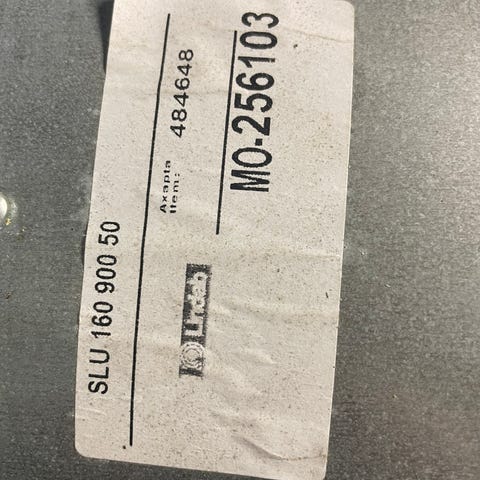 SLU 160 900 50
Axapta
item: 484648
Lindab
MO-256103